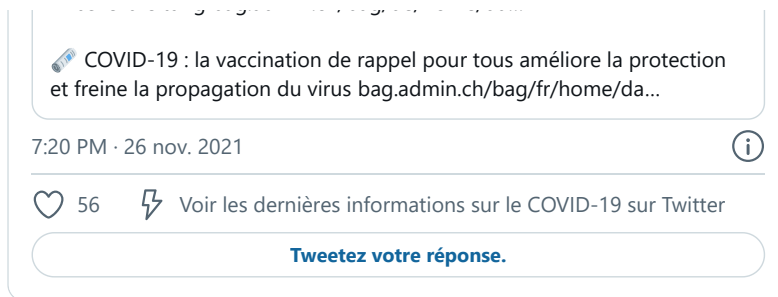 🗞️ COVID-19 : la vaccination de rappel pour tous améliore la protection
et freine la propagation du virus bag.admin.ch/bag/fr/home/da…
7:20 PM · 26 nov. 2021
56 Voir les dernières informations sur le COVID-19 sur Twitter
Tweetez votre réponse.